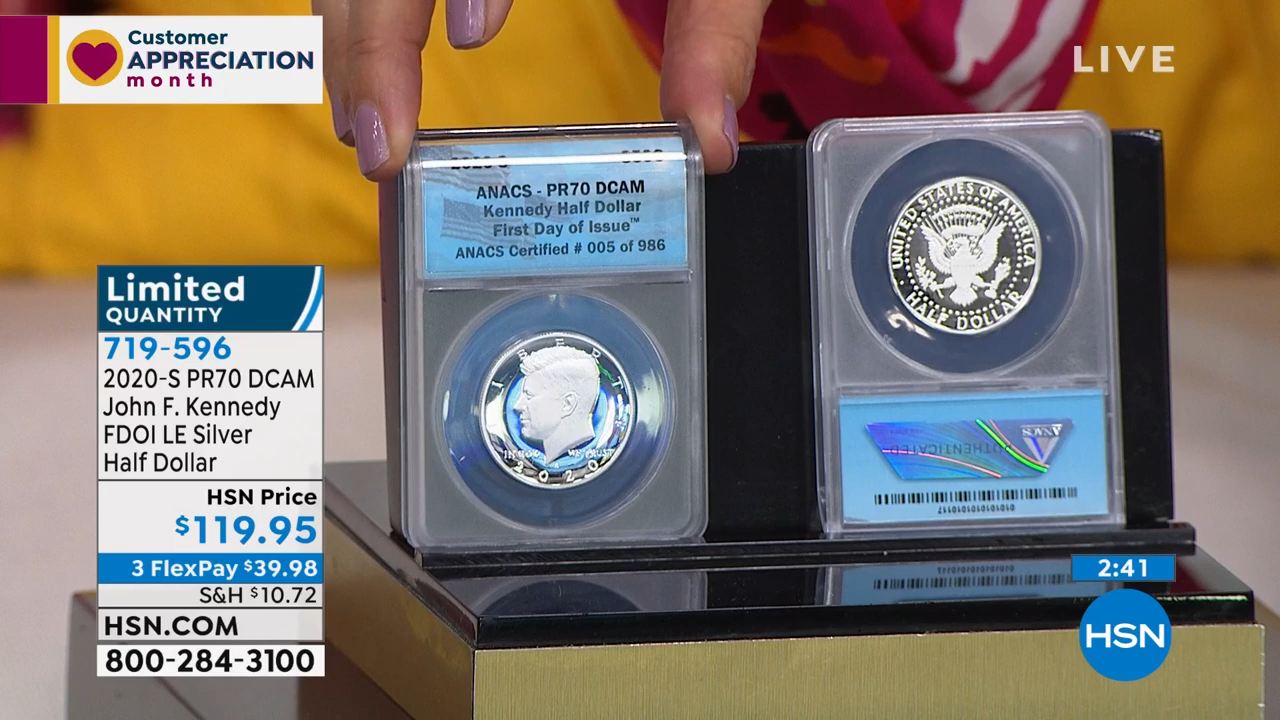 Customer
APPRECIATION
month
LIVE
Limited
QUANTITY
719-596
2020-S PR70 DCAM
John F. Kennedy
FDOI LE Silver
Half Dollar
HSN Price
$119.95
3 FlexPay $39.98
S&H $10.72
HSN.COM
800-284-3100
ANACS - PR70 DCAM
Kennedy Half Dollar
First Day of Issue™
ANACS Certified # 005 of 986
LIBERTY
IN GOD WE TRUST
2020
UNITED STATES OF AMERICA
HALF DOLLAR
AUTHENTICATED
ANACS
2:41
HSN